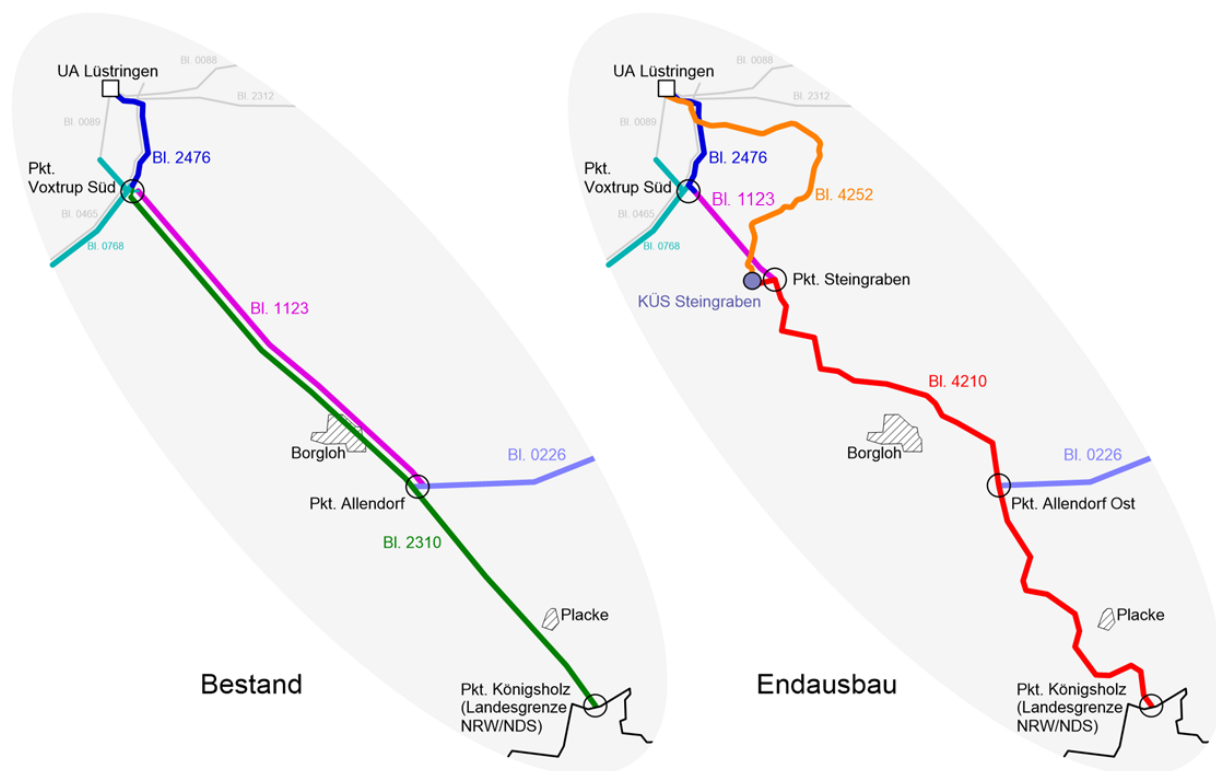 UA Lüstringen
Bl. 0088
Bl. 2312
Bl. 0089
Bl. 2476
Pkt.
Voxtrup Süd
Bl. 0465
Bl. 0768
Bl. 1123
Borgloh
Bl. 0226
Pkt. Allendorf
Bl. 2310
Placke
Bestand
Pkt. Königsholz
(Landesgrenze
NRW/NDS)
UA Lüstringen
Bl. 0088
Bl. 2312
Bl. 0089
Bl. 2476
Pkt.
Voxtrup Süd
Bl. 1123
Bl. 4252
Bl. 0465
Bl. 0768
Pkt. Steingraben
KÜS Steingraben
Bl. 4210
Borgloh
Bl. 0226
Pkt. Allendorf Ost
Placke
Endausbau
Pkt. Königsholz
(Landesgrenze
NRW/NDS)